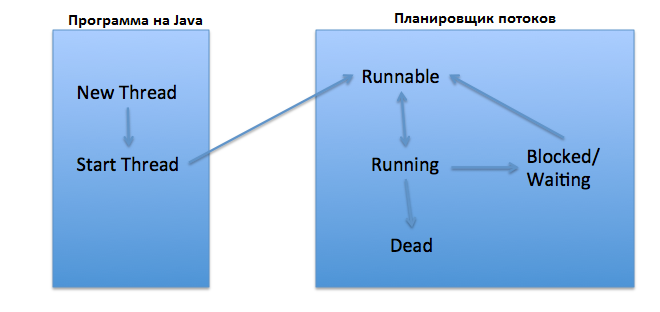 Программа на Java
Планировщик потоков
New Thread
Start Thread
Runnable
Running
Blocked/
Waiting
Dead